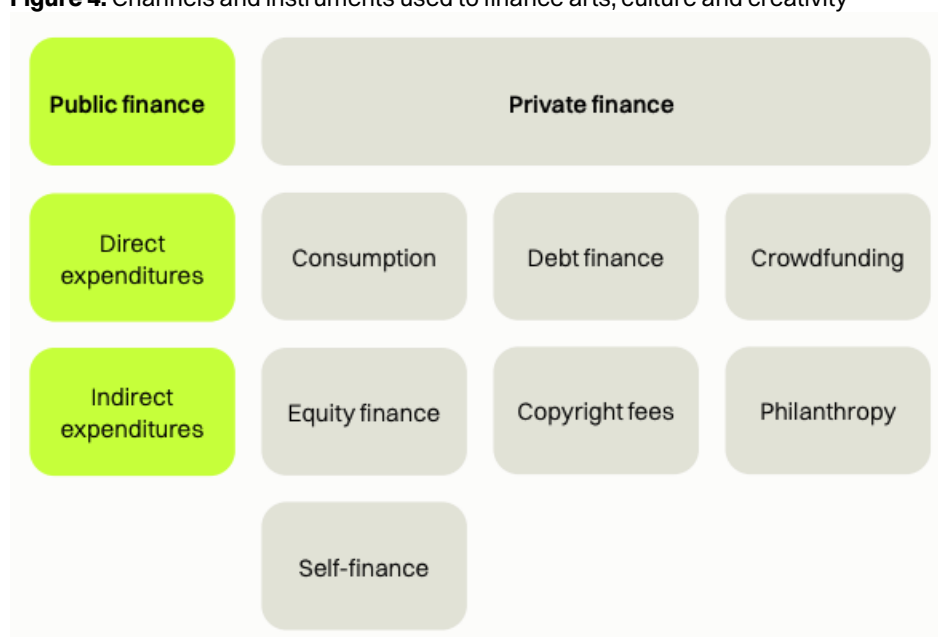 Figure 4. Channels and instruments used to finance arts, culture and creativity
Public finance
Private finance
Direct
expenditures
Consumption
Debt finance
Crowdfunding
Indirect
expenditures
Equity finance
Copyright fees
Philanthropy
Self-finance